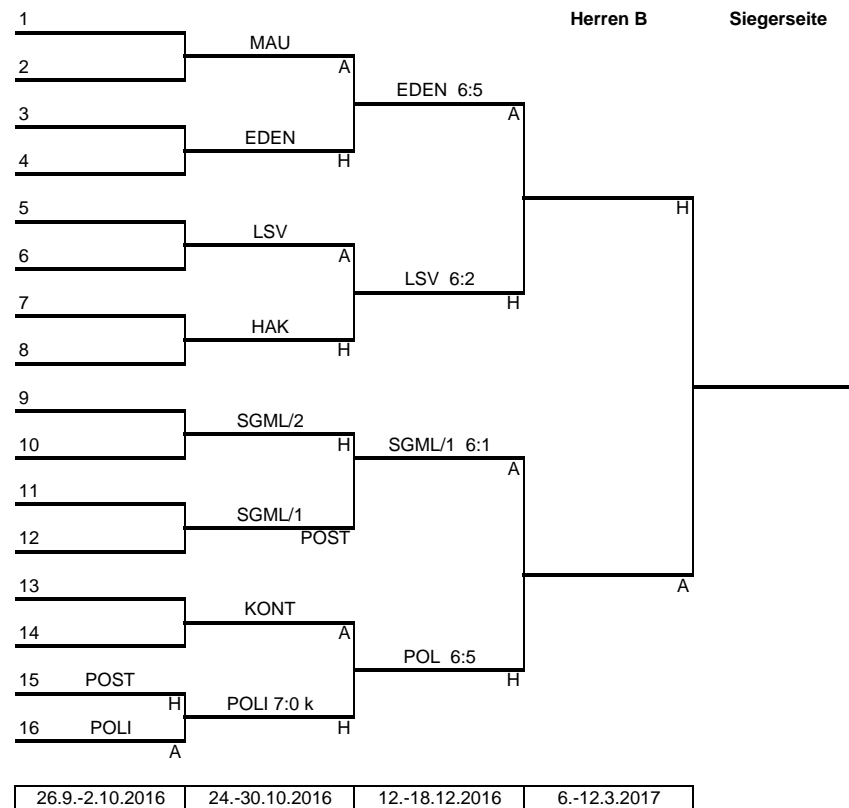 1 Herren B Siegerseite
MAU
2 A
EDEN 6:5
3 A
EDEN
4 H
5 H
LSV
6 A
LSV 6:2
7 H
HAK
8 H
9
SGML/2
10 H SGML/1 6:1
A
11
SGML/1
12 POST
13 A
KONT
14 A
POL 6:5
15 POST H
H POLI 7:0 k
16 POLI H
A
26.9.-2.10.2016 24.-30.10.2016 12.-18.12.2016 6.-12.3.2017